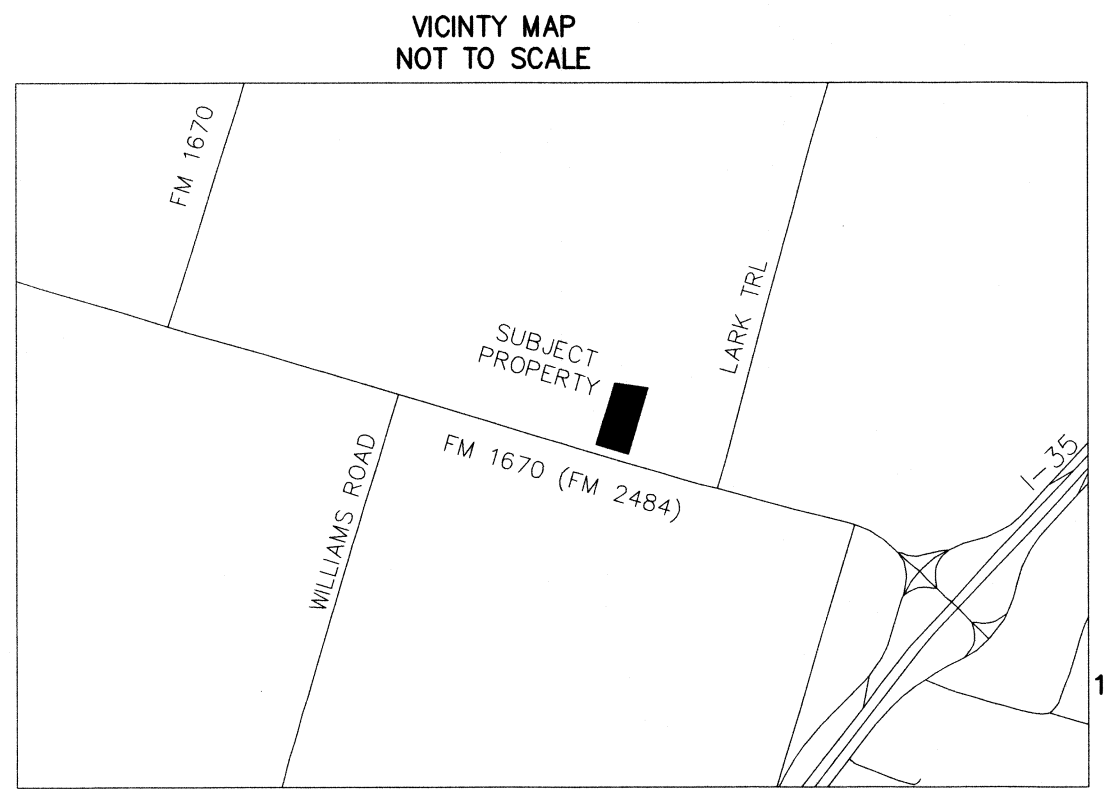 VICINTY MAP
NOT TO SCALE
FM 1670
LARK TRL
SUBJECT
PROPERTY
FM 1670 (FM 2484)
WILLIAMS ROAD
I-35
1